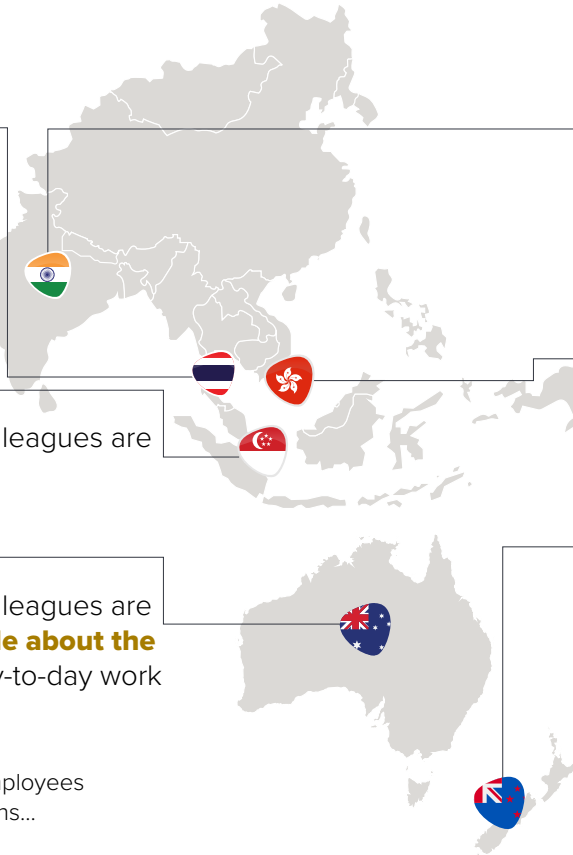 leagues are
leagues are
le about the
y-to-day work
ployees
ns...